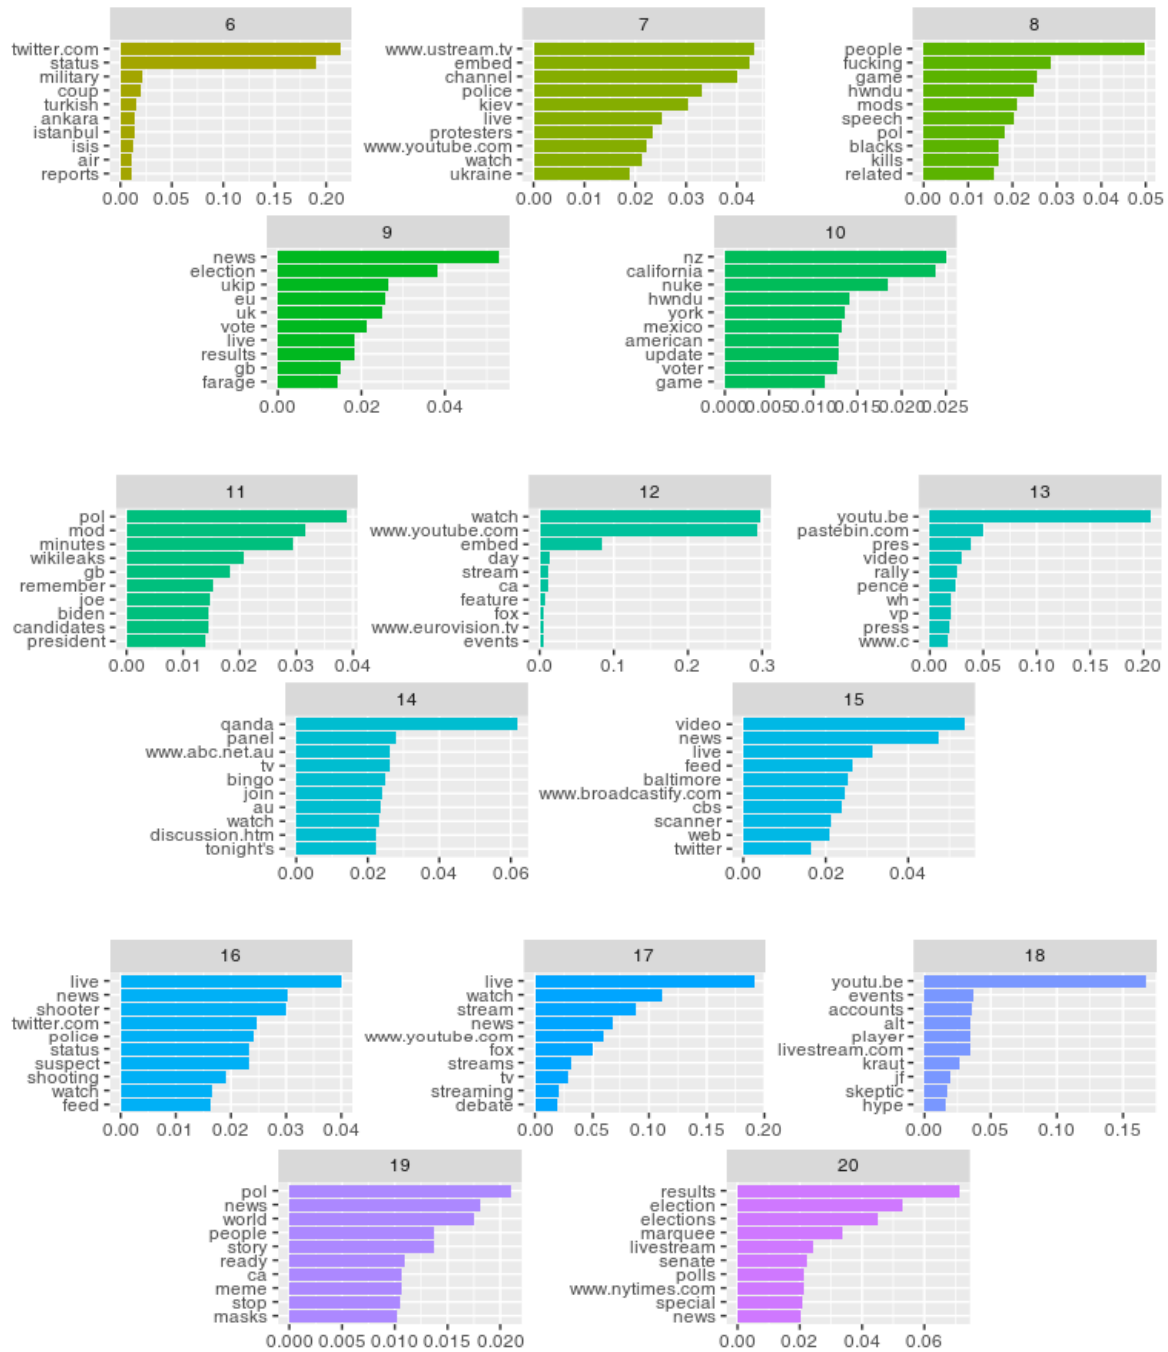 6
twitter.com
status
military
coup
turkish
ankara
istanbul
isis
air
reports
0.00 0.05 0.10 0.15 0.20
7
www.ustream.tv
embed
channel
police
kiev
live
protesters
www.youtube.com
watch
ukraine
0.00 0.01 0.02 0.03 0.04
8
people
fucking
game
hwndu
mods
speech
pol
blacks
kills
related
0.00 0.01 0.02 0.03 0.04 0.05
9
news
election
ukip
eu
uk
vote
live
results
gb
farage
0.00 0.02 0.04
10
nz
california
nuke
hwndu
york
mexico
american
update
voter
game
0.000 0.005 0.010 0.015 0.020 0.025
11
pol
mod
minutes
wikileaks
gb
remember
joe
biden
candidates
president
0.00 0.01 0.02 0.03 0.04
12
watch
www.youtube.com
embed
day
stream
ca
feature
fox
www.eurovision.tv
events
0.0 0.1 0.2 0.3
13
youtu.be
pastebin.com
pres
video
rally
pence
wh
vp
press
www.c
0.00 0.05 0.10 0.15 0.20
14
qanda
panel
www.abc.net.au
tv
bingo
join
au
watch
discussion.htm
tonight's
0.00 0.02 0.04 0.06
15
video
news
live
feed
baltimore
www.broadcastify.com
cbs
scanner
web
twitter
0.00 0.02 0.04
16
live
news
shooter
twitter.com
police
status
suspect
shooting
watch
feed
0.00 0.01 0.02 0.03 0.04
17
live
watch
stream
news
www.youtube.com
fox
streams
tv
streaming
debate
0.00 0.05 0.10 0.15 0.20
18
youtu.be
events
accounts
alt
player
livestream.com
kraut
jf
skeptic
hype
0.00 0.05 0.10 0.15
19
pol
news
world
people
story
ready
ca
meme
stop
masks
0.000 0.005 0.010 0.015 0.020
20
results
election
elections
marquee
livestream
senate
polls
www.nytimes.com
special
news
0.00 0.02 0.04 0.06